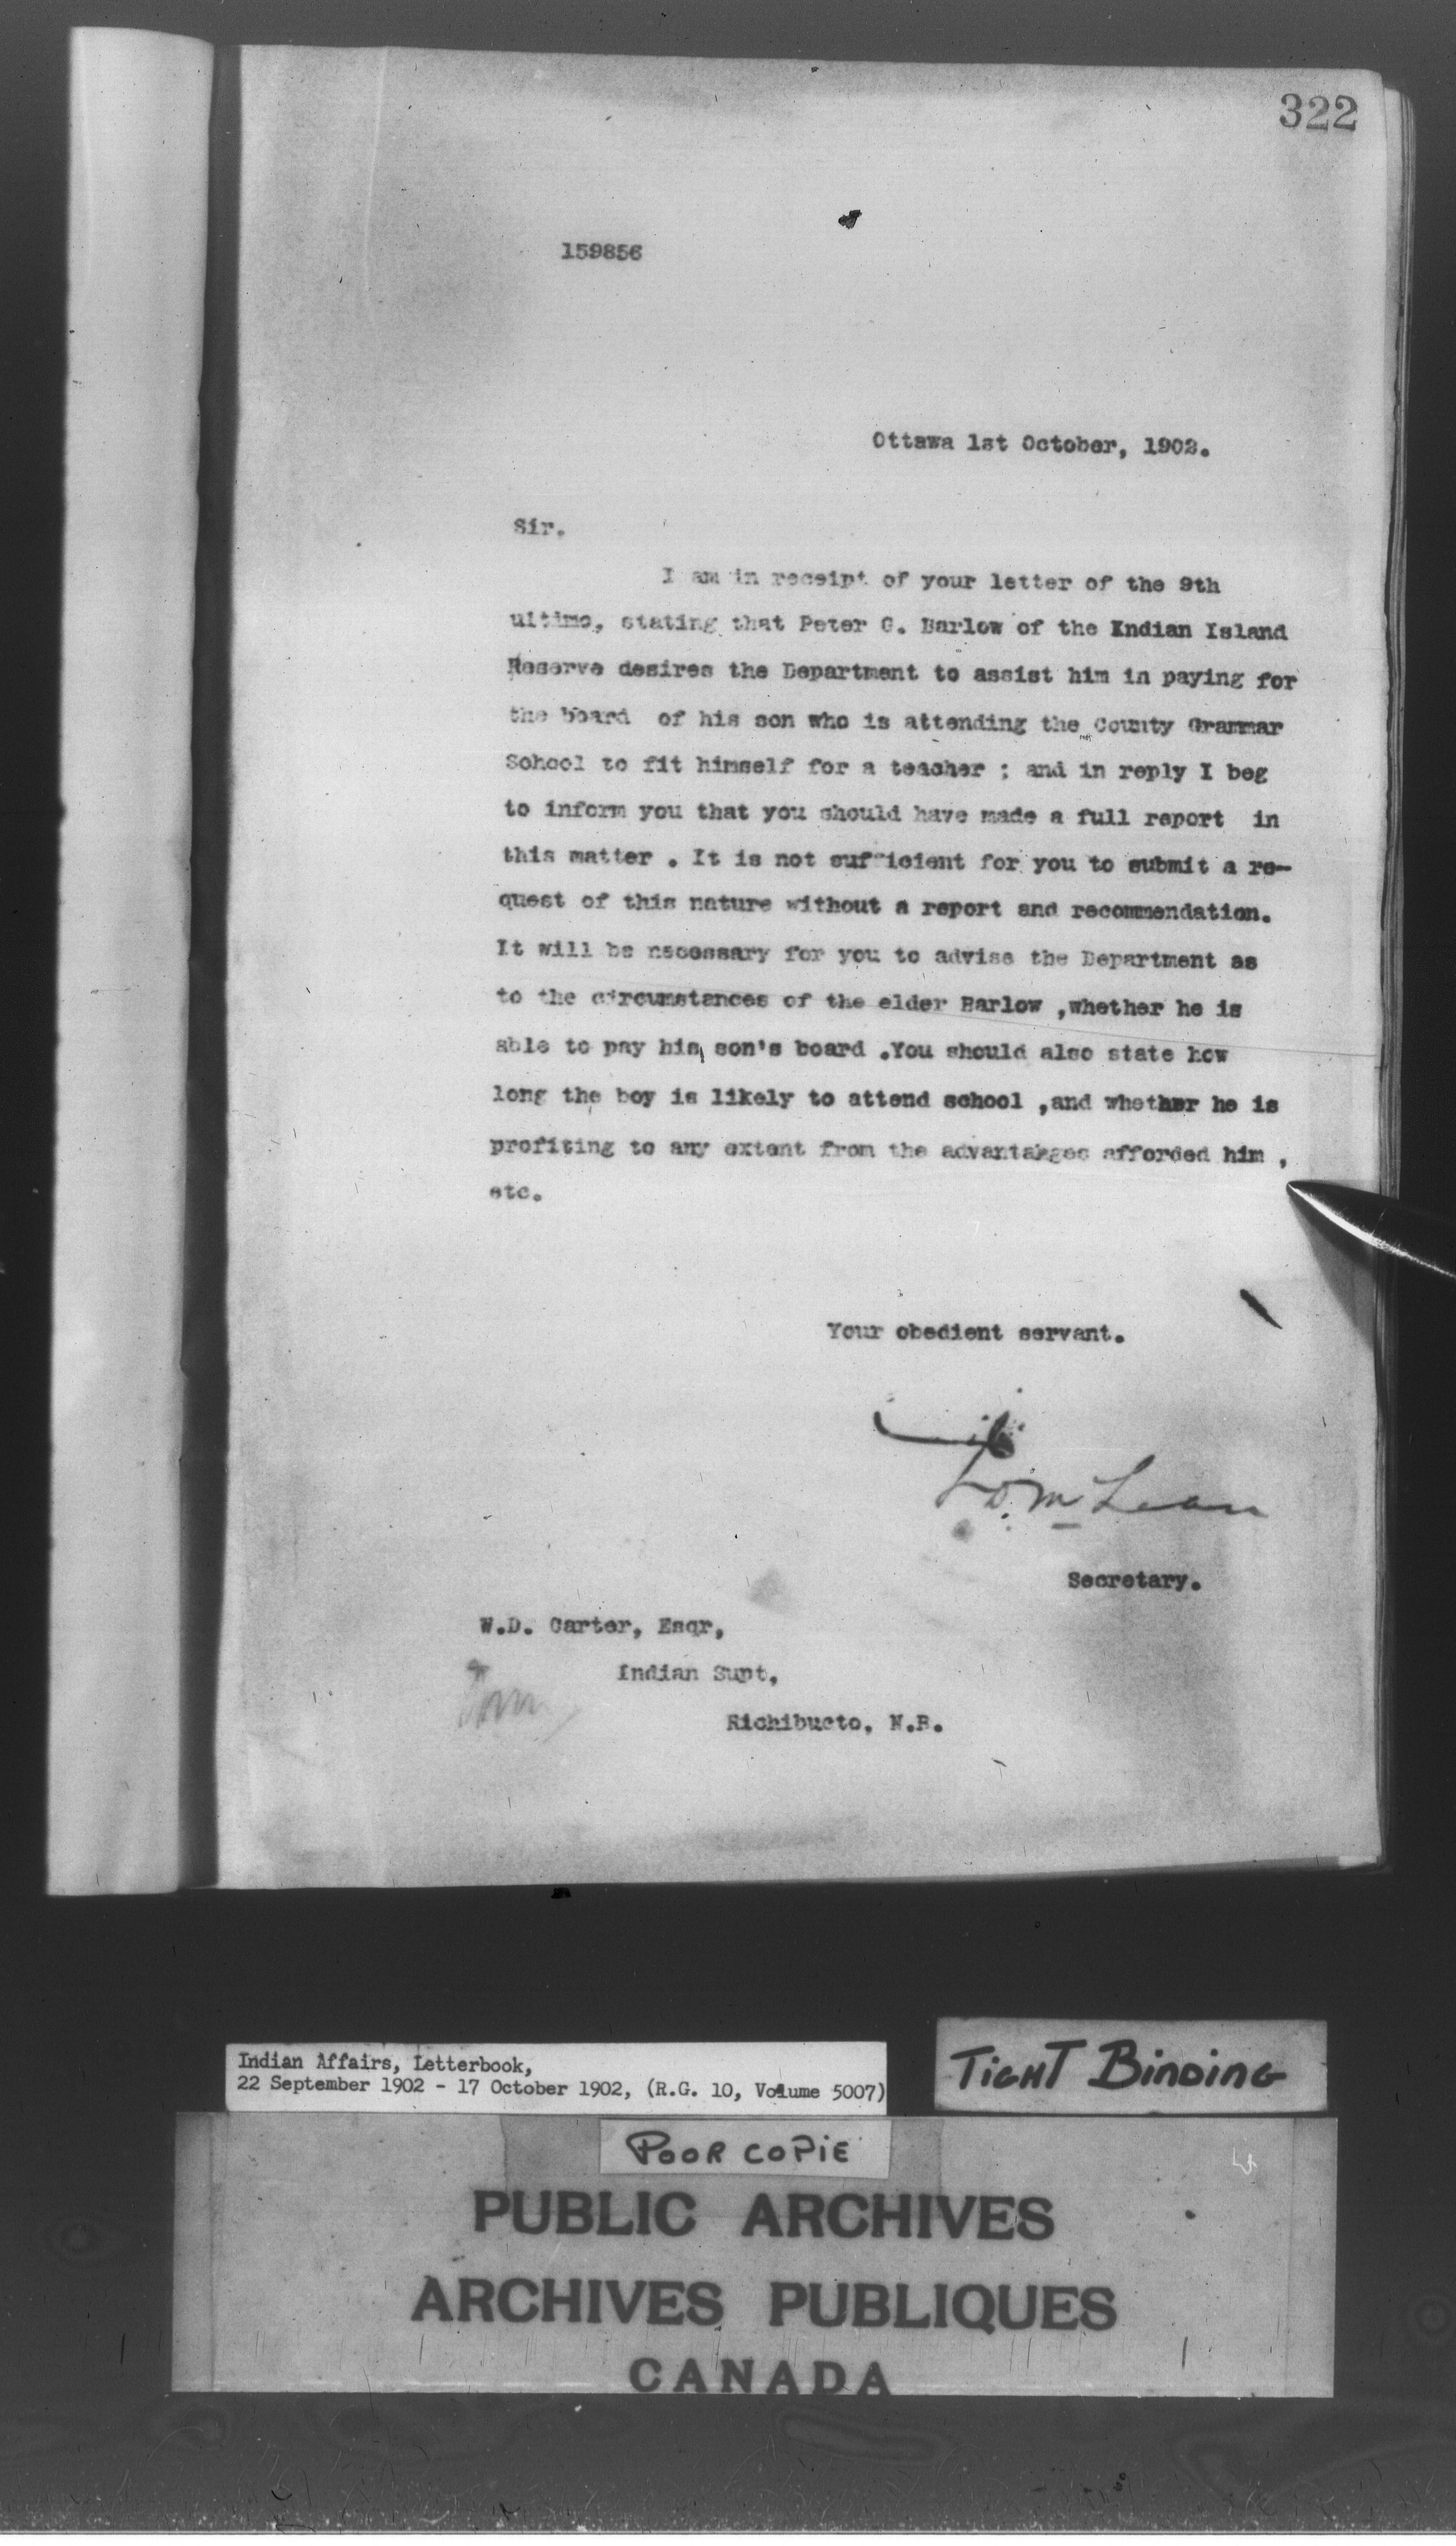 322
159856
Ottawa 1st October, 1902.
Sir.
I am in receipt of your letter of the 9th
ultimo, stating that Peter G. Barlow of the Indian Island
Reserve desires the Department to assist him in paying for
the board of his son who is attending the County Grammar
School to fit himself for a teacher ; and in reply I beg
to inform you that you should have made a full report in
this matter . It is not sufficient for you to submit a re-
quest of this nature without a report and recommendation.
It will be necessary for you to advise the Department as
to the circumstances of the elder Barlow ,whether he is
able to pay his son's board .You should also state how
long the boy is likely to attend school ,and whether he is
profiting to any extent from the advantakges afforded him ,
etc.
Your obedient servant.
McLean
Secretary.
W.D. Carter, Esqr,
Indian Supt,
Richibucto, N.B.
Indian Affairs, Letterbook,
22 September 1902 - 17 October 1902, (R.G. 10, Volume 5007)
TIGHT BINDING
POOR COPIE
PUBLIC ARCHIVES
ARCHIVES PUBLIQUES
CANADA